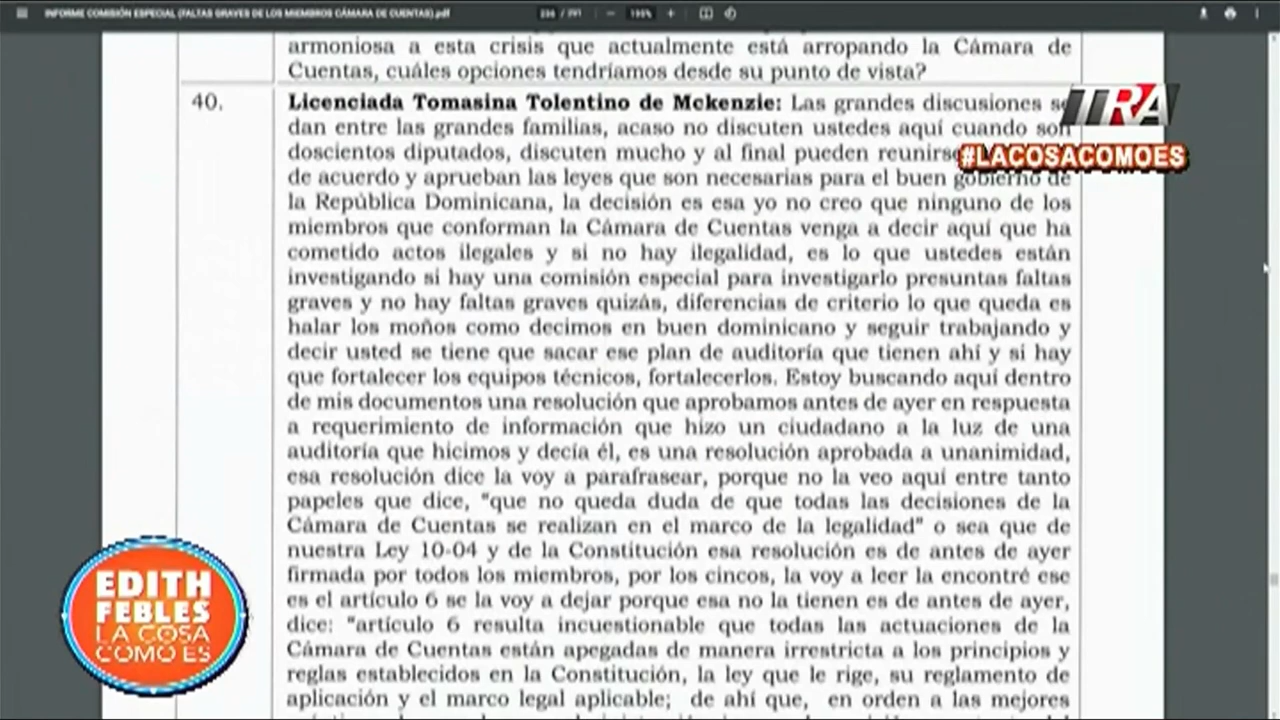 INFORME COMISIÓN ESPECIAL (FALTAS GRAVES DE LOS MIEMBROS CÁMARA DE CUENTAS).pdf
armoniosa a esta crisis que actualmente está arropando la Cámara de
Cuentas, cuáles opciones tendríamos desde su punto de vista?
40. Licenciada Tomasina Tolentino de Mckenzie: Las grandes discusiones se
TRA
dan entre las grandes familias, acaso no discuten ustedes aquí cuando son
doscientos diputados, discuten mucho y al final pueden
#LACOSACOMOES
de acuerdo y aprueban las leyes que son necesarias para el buen gobierno de
la República Dominicana, la decisión es esa yo no creo que ninguno de los
miembros que conforman la Cámara de Cuentas venga a decir aquí que ha
cometido actos ilegales y si no hay ilegalidad, es lo que ustedes están
investigando si hay una comisión especial para investigarlo presuntas faltas
graves y no hay faltas graves quizás, diferencias de criterio lo que queda es
halar los moños como decimos en buen dominicano y seguir trabajando y
decir usted se tiene que sacar ese plan de auditoría que tienen ahí y si hay
que fortalecer los equipos técnicos, fortalecerlos. Estoy buscando aquí dentro
de mis documentos una resolución que aprobamos antes de ayer en respuesta
a requerimiento de información que hizo un ciudadano a la luz de una
auditoría que hicimos y decía él, es una resolución aprobada a unanimidad,
esa resolución dice la voy a parafrasear, porque no la veo aquí entre tanto
papeles que dice, "que no queda duda de que todas las decisiones de la
Cámara de Cuentas se realizan en el marco de la legalidad" o sea que de
nuestra Ley 10-04 y de la Constitución esa resolución es de antes de ayer
firmada por todos los miembros, por los cincos, la voy a leer la encontré ese
es el artículo 6 se la voy a dejar porque esa no la tienen es de antes de ayer,
dice: "artículo 6 resulta incuestionable que todas las actuaciones de la
Cámara de Cuentas están apegadas de manera irrestricta a los principios y
reglas establecidos en la Constitución, la ley que le rige, su reglamento de
aplicación y el marco legal aplicable; de ahí que, en orden a las mejores
EDITH
FEBLES
LA COSA
COMO ES